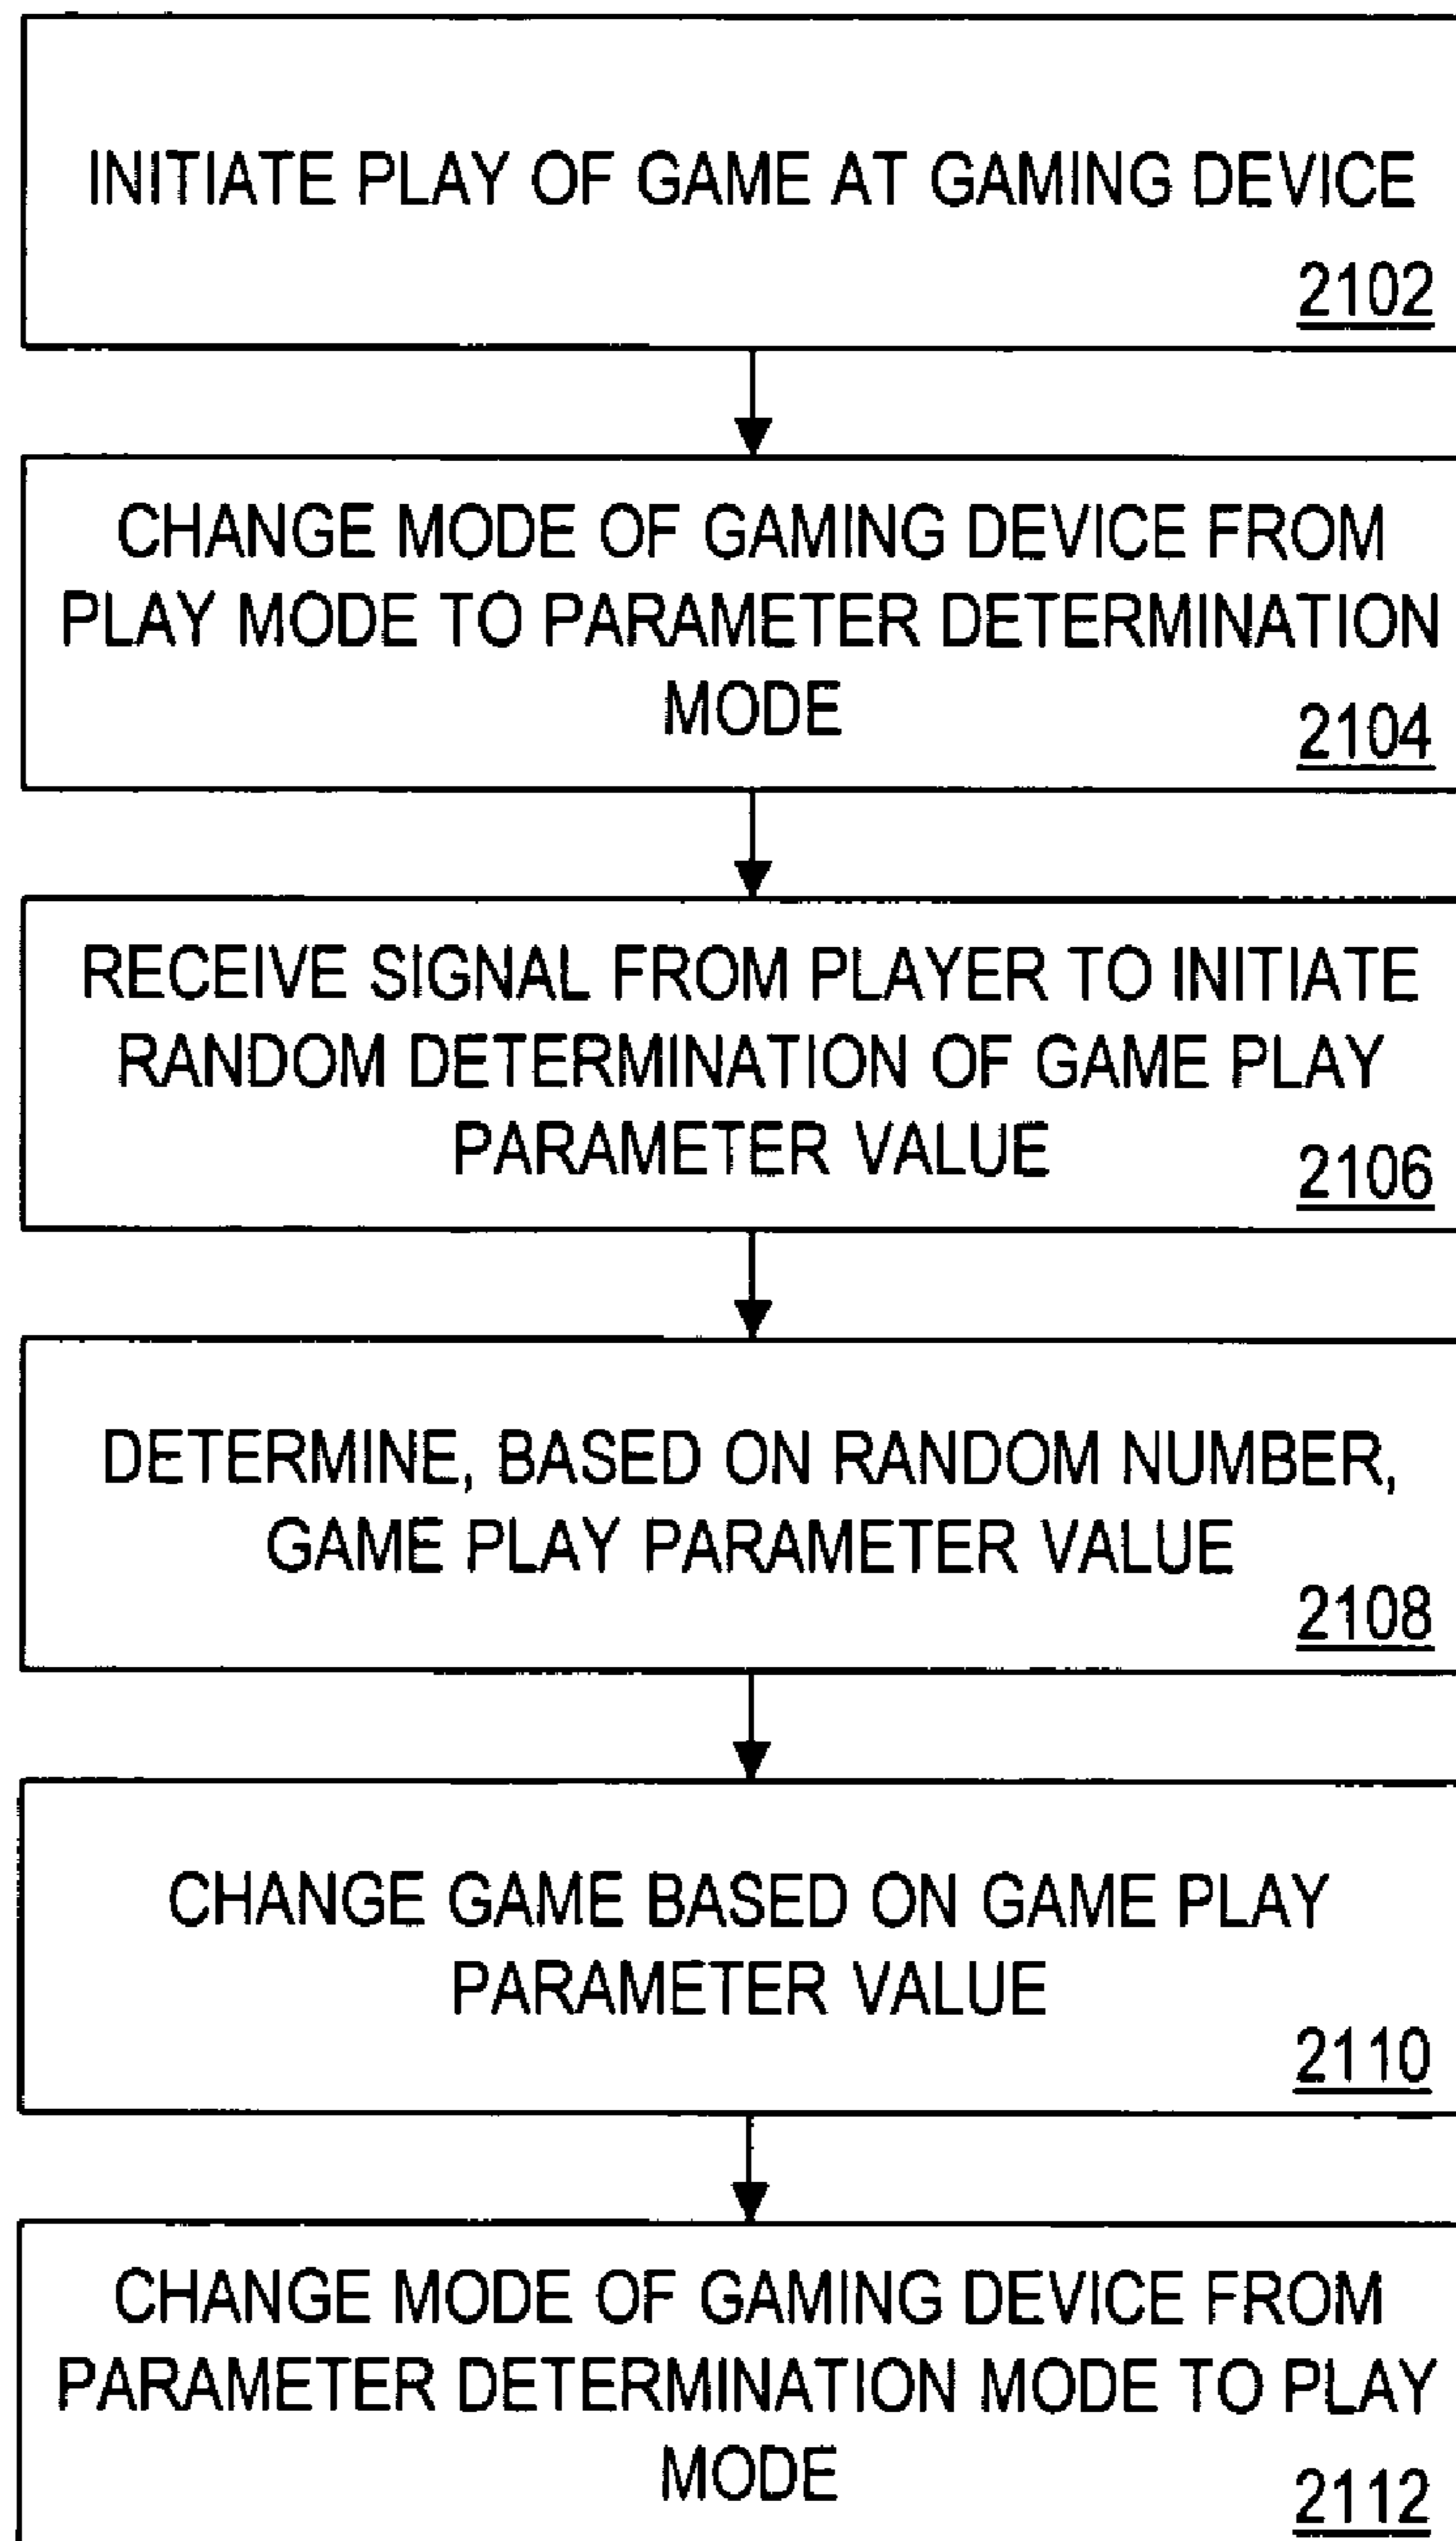 INITIATE PLAY OF GAME AT GAMING DEVICE
2102
CHANGE MODE OF GAMING DEVICE FROM
PLAY MODE TO PARAMETER DETERMINATION
MODE
2104
RECEIVE SIGNAL FROM PLAYER TO INITIATE
RANDOM DETERMINATION OF GAME PLAY
PARAMETER VALUE
2106
DETERMINE, BASED ON RANDOM NUMBER,
GAME PLAY PARAMETER VALUE
2108
CHANGE GAME BASED ON GAME PLAY
PARAMETER VALUE
2110
CHANGE MODE OF GAMING DEVICE FROM
PARAMETER DETERMINATION MODE TO PLAY
MODE
2112